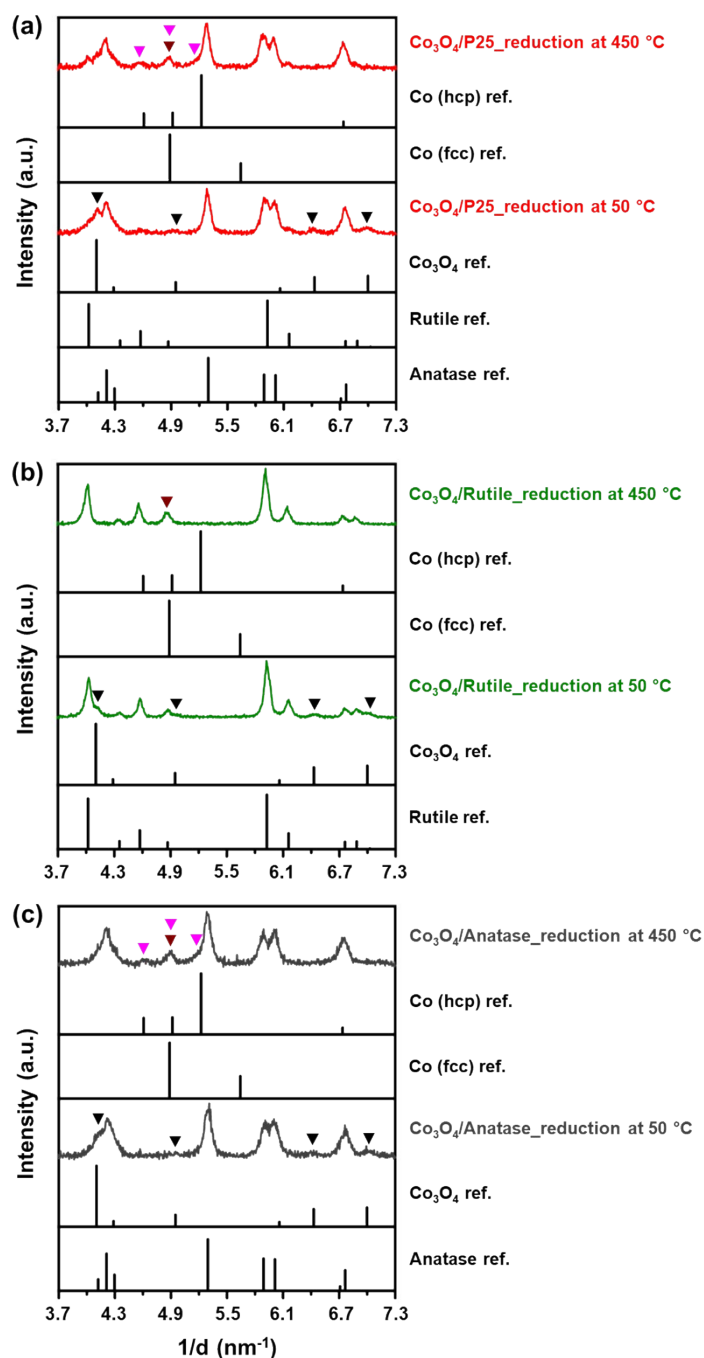 (a)
Co₃O₄/P25_reduction at 450 °C
Co (hcp) ref.
Co (fcc) ref.
Co₃O₄/P25_reduction at 50 °C
Co₃O₄ ref.
Rutile ref.
Anatase ref.
Intensity (a.u.)
3.7 4.3 4.9 5.5 6.1 6.7 7.3
(b)
Co₃O₄/Rutile_reduction at 450 °C
Co (hcp) ref.
Co (fcc) ref.
Co₃O₄/Rutile_reduction at 50 °C
Co₃O₄ ref.
Rutile ref.
Intensity (a.u.)
3.7 4.3 4.9 5.5 6.1 6.7 7.3
(c)
Co₃O₄/Anatase_reduction at 450 °C
Co (hcp) ref.
Co (fcc) ref.
Co₃O₄/Anatase_reduction at 50 °C
Co₃O₄ ref.
Anatase ref.
Intensity (a.u.)
3.7 4.3 4.9 5.5 6.1 6.7 7.3
1/d (nm⁻¹)